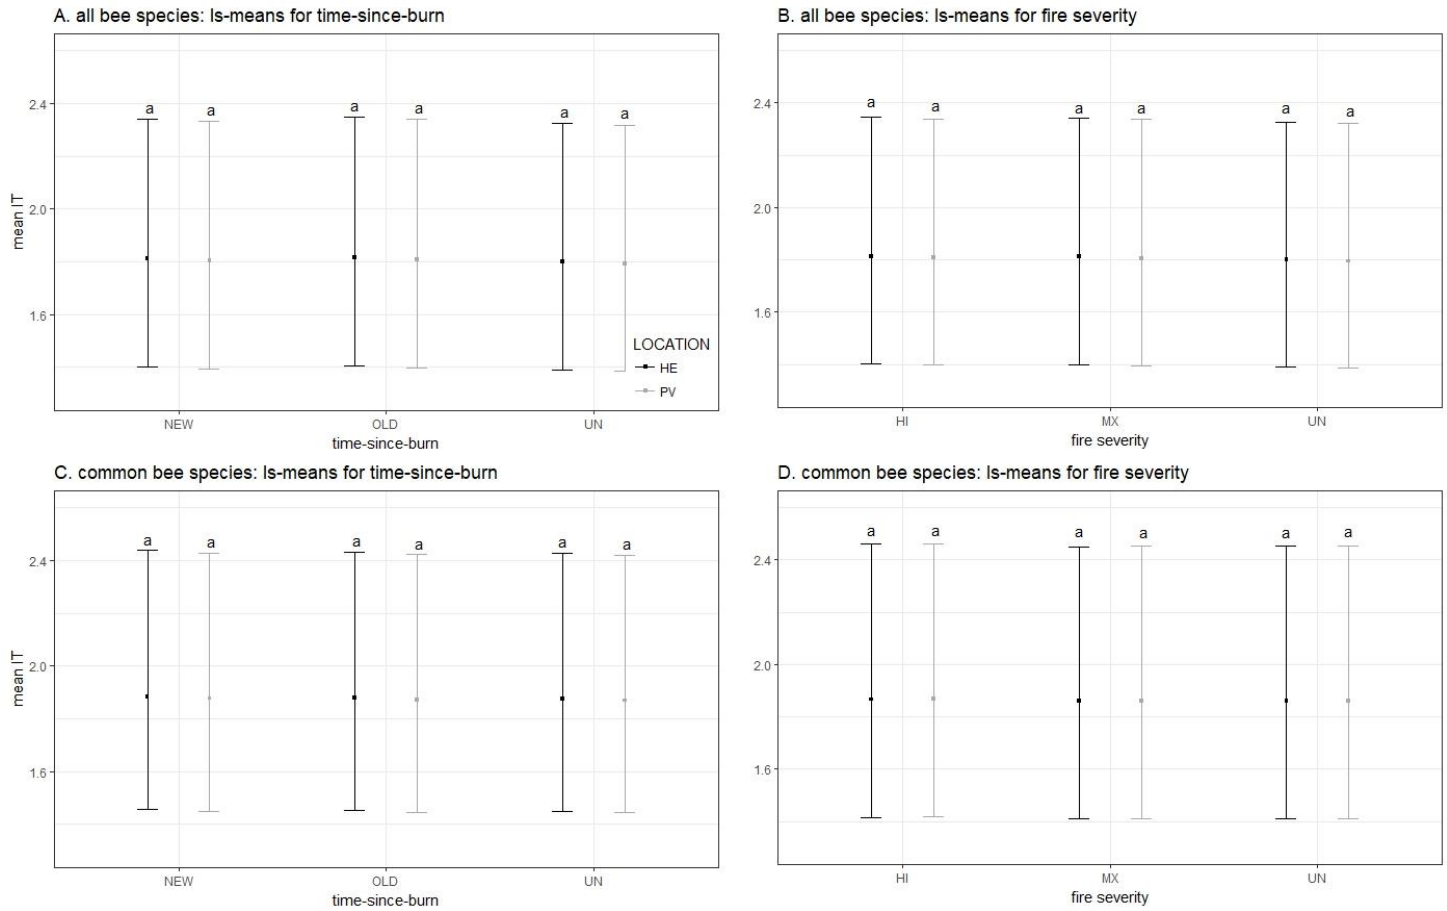 A. all bee species: ls-means for time-since-burn
B. all bee species: ls-means for fire severity
a a a a a a
a a a a a a
2.4
2.0
1.6
mean IT
LOCATION
HE
PV
NEW OLD UN
time-since-burn
2.4
2.0
1.6
HI MX UN
fire severity
C. common bee species: ls-means for time-since-burn
D. common bee species: ls-means for fire severity
a a a a a a
a a a a a a
2.4
2.0
1.6
mean IT
NEW OLD UN
time-since-burn
2.4
2.0
1.6
HI MX UN
fire severity